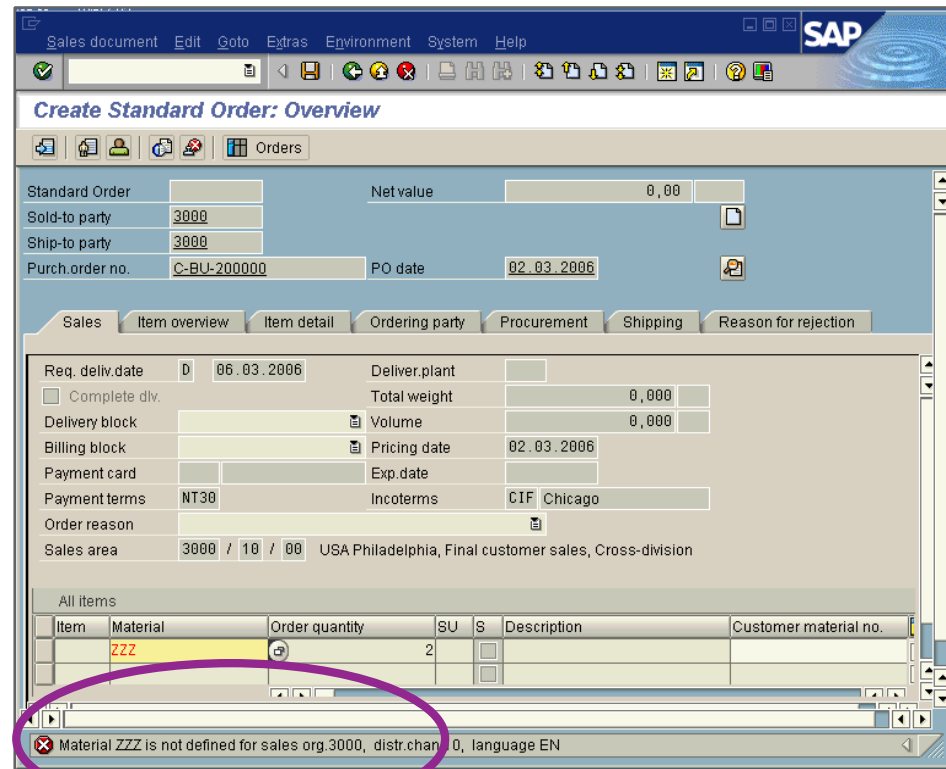 Sales document Edit Goto Extras Environment System Help
SAP
Create Standard Order: Overview
Orders
Standard Order Net value 0,00
Sold-to party 3000
Ship-to party 3000
Purch.order no. C-BU-200000 PO date 02.03.2006
Sales Item overview Item detail Ordering party Procurement Shipping Reason for rejection
Req. deliv.date D 06.03.2006 Deliver.plant
Complete dlv. Total weight 0,000
Delivery block Volume 0,000
Billing block Pricing date 02.03.2006
Payment card Exp.date
Payment terms NT30 Incoterms CIF Chicago
Order reason
Sales area 3000 / 10 / 00 USA Philadelphia, Final customer sales, Cross-division
All items
Item Material Order quantity SU S Description Customer material no.
ZZZ 2
Material ZZZ is not defined for sales org.3000, distr.chan 0, language EN